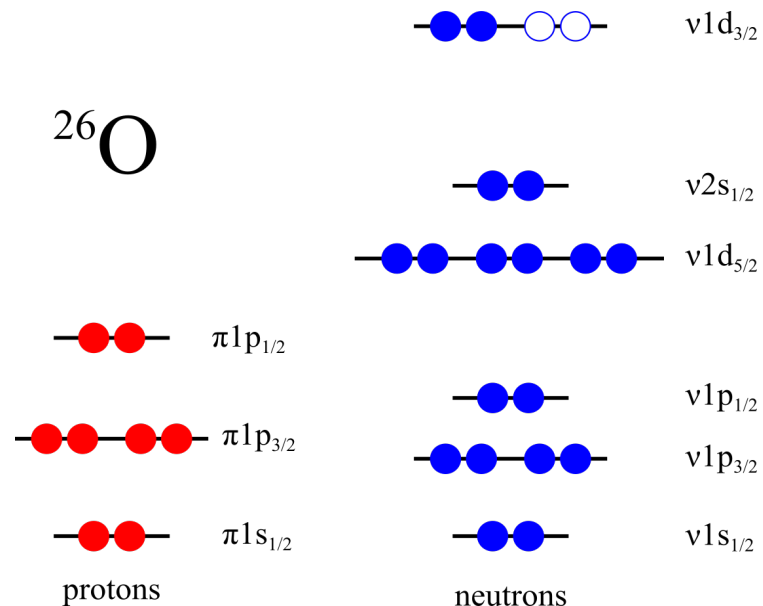 ν1d3/2
²⁶O
ν2s1/2
ν1d5/2
π1p1/2
ν1p1/2
π1p3/2
ν1p3/2
π1s1/2
ν1s1/2
protons
neutrons